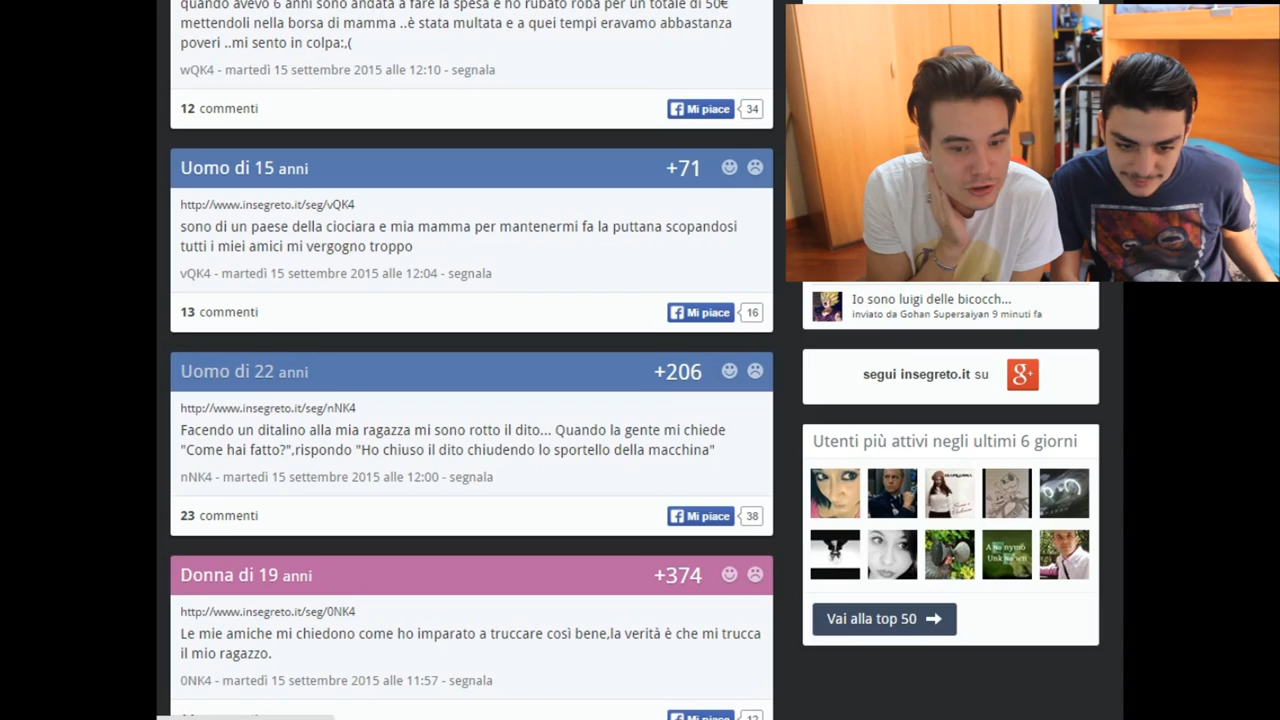 quando avevo 6 anni sono andata a fare la spesa e ho rubato roba per un totale di 50€
mettendoli nella borsa di mamma ..è stata multata e a quei tempi eravamo abbastanza
poveri ..mi sento in colpa:,(
wQK4 - martedì 15 settembre 2015 alle 12:10 - segnala
12 commenti
Mi piace 34
Uomo di 15 anni +71
http://www.insegreto.it/seg/vQK4
sono di un paese della ciociara e mia mamma per mantenermi fa la puttana scopandosi
tutti i miei amici mi vergogno troppo
vQK4 - martedì 15 settembre 2015 alle 12:04 - segnala
13 commenti
Mi piace 16
Uomo di 22 anni +206
http://www.insegreto.it/seg/nNK4
Facendo un ditalino alla mia ragazza mi sono rotto il dito... Quando la gente mi chiede
"Come hai fatto?",rispondo "Ho chiuso il dito chiudendo lo sportello della macchina"
nNK4 - martedì 15 settembre 2015 alle 12:00 - segnala
23 commenti
Mi piace 38
Donna di 19 anni +374
http://www.insegreto.it/seg/0NK4
Le mie amiche mi chiedono come ho imparato a truccare così bene,la verità è che mi trucca
il mio ragazzo.
0NK4 - martedì 15 settembre 2015 alle 11:57 - segnala
Mi piace 12
Io sono luigi delle bicocch...
inviato da Gohan Supersaiyan 9 minuti fa
segui insegreto.it su g+
Utenti più attivi negli ultimi 6 giorni
Vai alla top 50